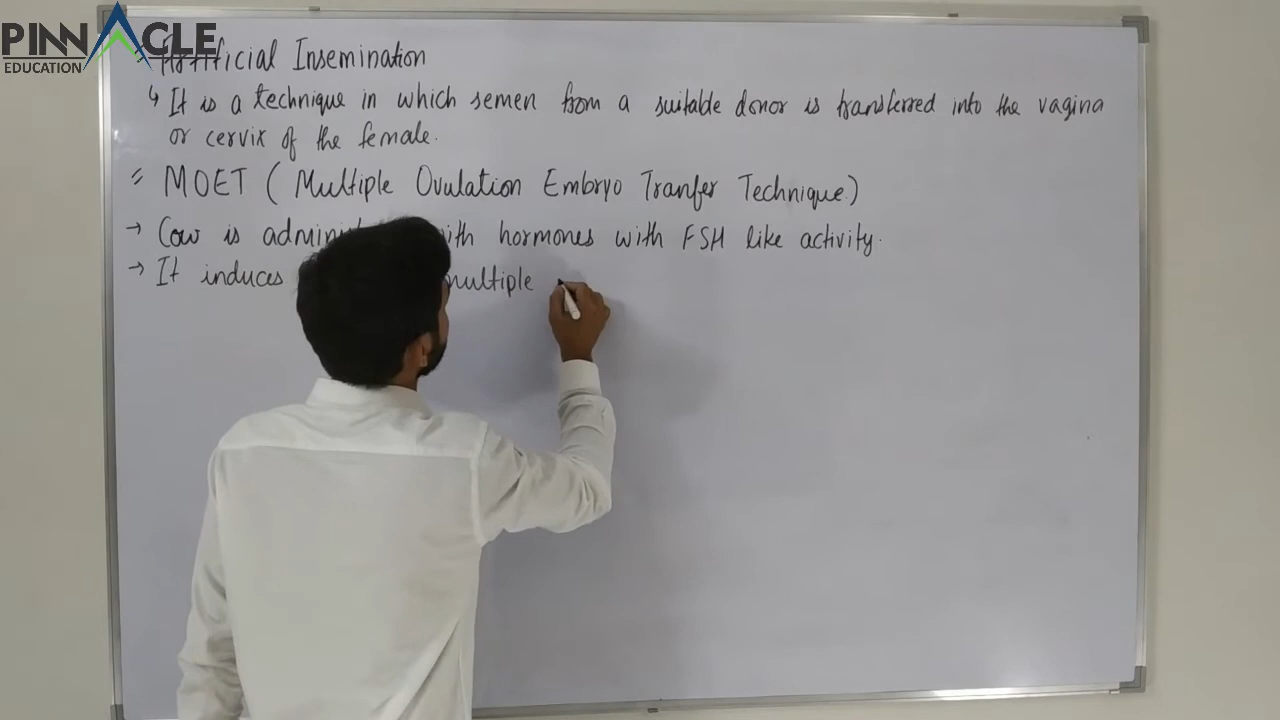 PINNACLE
EDUCATION
Artificial Insemination
↳ It is a technique in which semen from a suitable donor is transferred into the vagina
or cervix of the female.
MOET ( Multiple Ovulation Embryo Tranfer Technique)
→ Cow is with hormones with FSH like activity.
→ It induces multiple